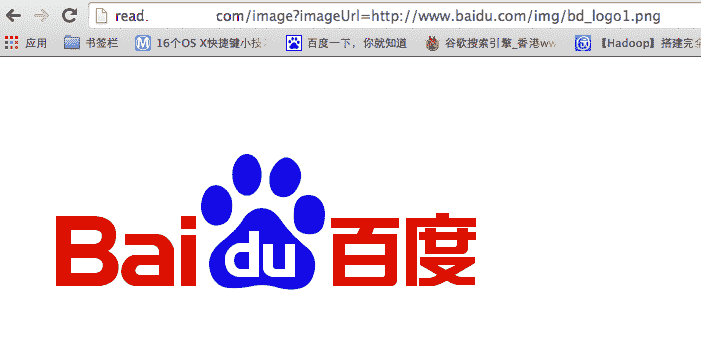 read. com/image?imageUrl=http://www.baidu.com/img/bd_logo1.png
应用 书签栏 16个OS X快捷键小技 百度一下，你就知道 谷歌搜索引擎_香港ww 【Hadoop】搭建完全
Bai du 百度